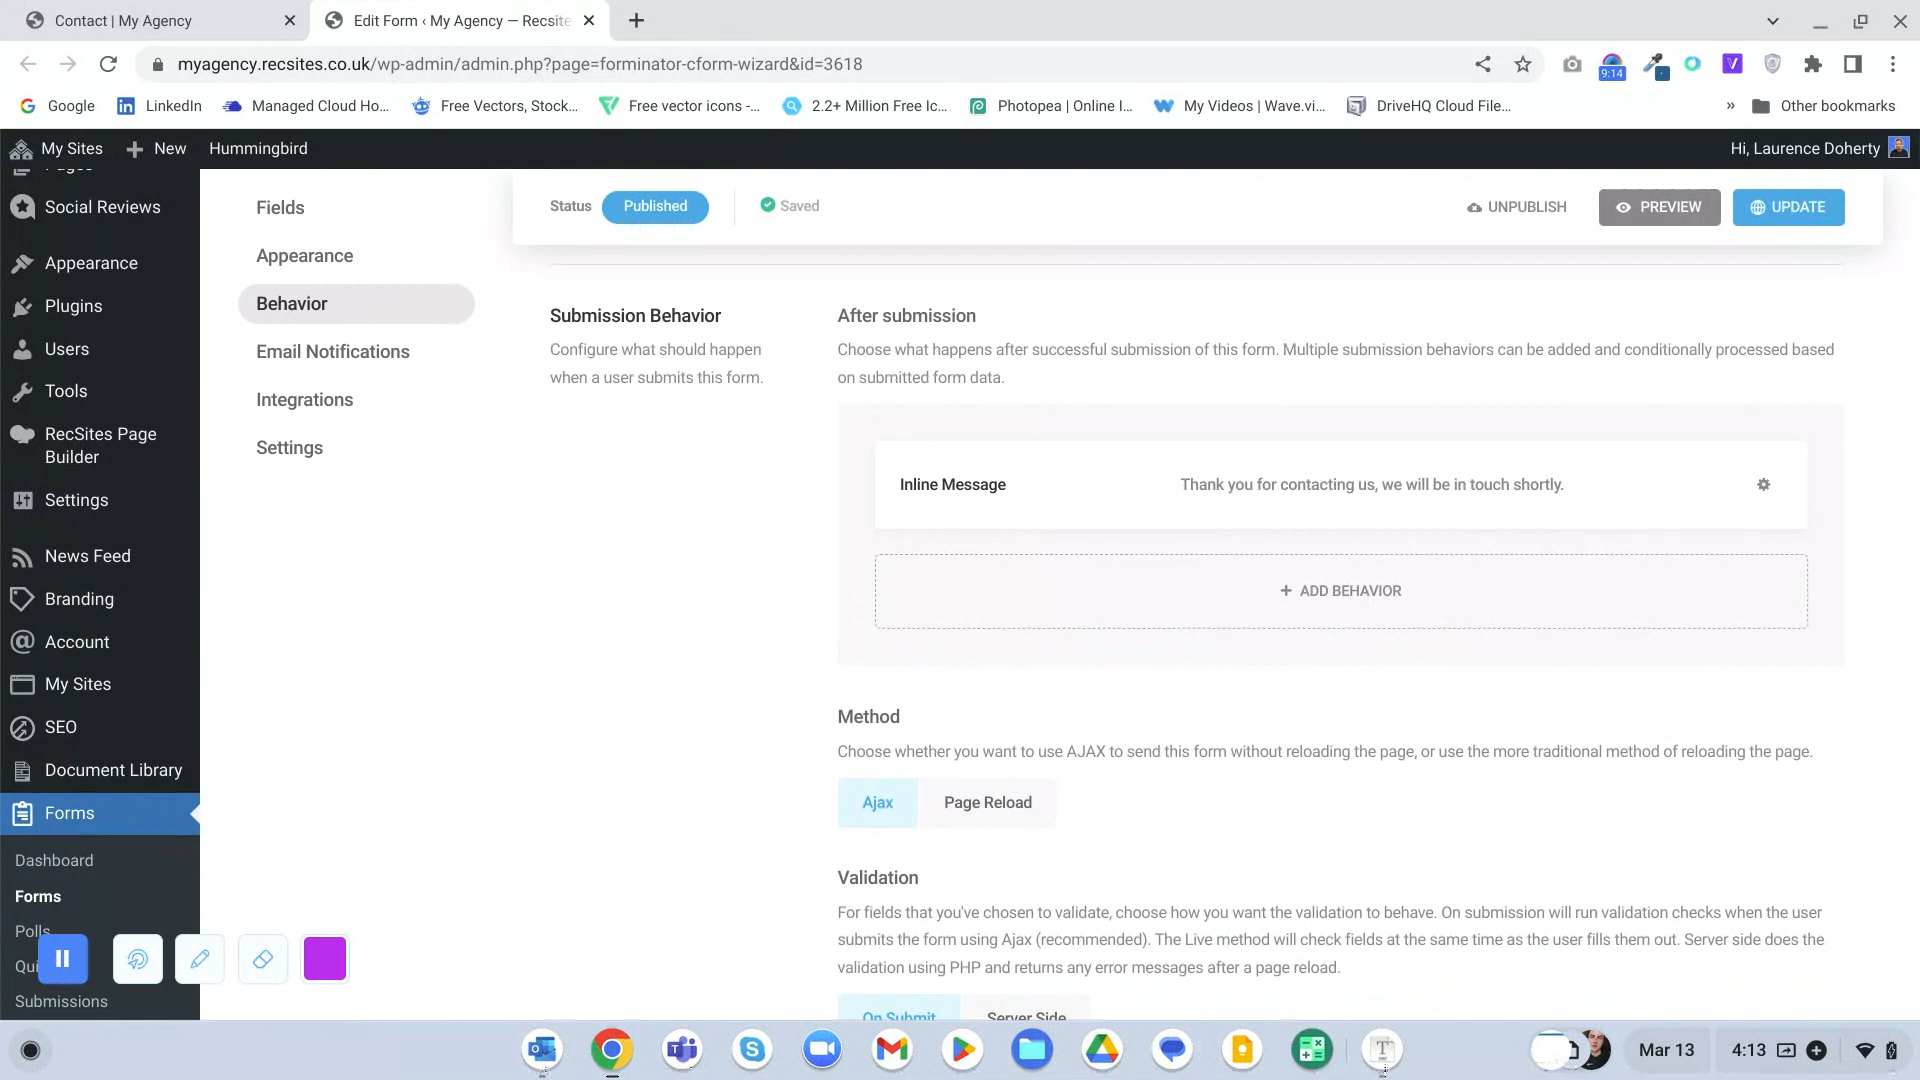 Contact | My Agency
Edit Form ‹ My Agency — Recsite
myagency.recsites.co.uk/wp-admin/admin.php?page=forminator-cform-wizard&id=3618
9:14
Google
LinkedIn
Managed Cloud Ho...
Free Vectors, Stock...
Free vector icons -...
2.2+ Million Free Ic...
Photopea | Online I...
My Videos | Wave.vi...
DriveHQ Cloud File...
»
Other bookmarks
My Sites
New
Hummingbird
Hi, Laurence Doherty
Pages
Social Reviews
Appearance
Plugins
Users
Tools
RecSites Page
Builder
Settings
News Feed
Branding
Account
My Sites
SEO
Document Library
Forms
Dashboard
Forms
Polls
Qui
Submissions
Fields
Appearance
Behavior
Email Notifications
Integrations
Settings
Status
Published
Saved
UNPUBLISH
PREVIEW
UPDATE
Submission Behavior
Configure what should happen
when a user submits this form.
After submission
Choose what happens after successful submission of this form. Multiple submission behaviors can be added and conditionally processed based
on submitted form data.
Inline Message
Thank you for contacting us, we will be in touch shortly.
+ ADD BEHAVIOR
Method
Choose whether you want to use AJAX to send this form without reloading the page, or use the more traditional method of reloading the page.
Ajax
Page Reload
Validation
For fields that you've chosen to validate, choose how you want the validation to behave. On submission will run validation checks when the user
submits the form using Ajax (recommended). The Live method will check fields at the same time as the user fills them out. Server side does the
validation using PHP and returns any error messages after a page reload.
On Submit
Server Side
Mar 13
4:13